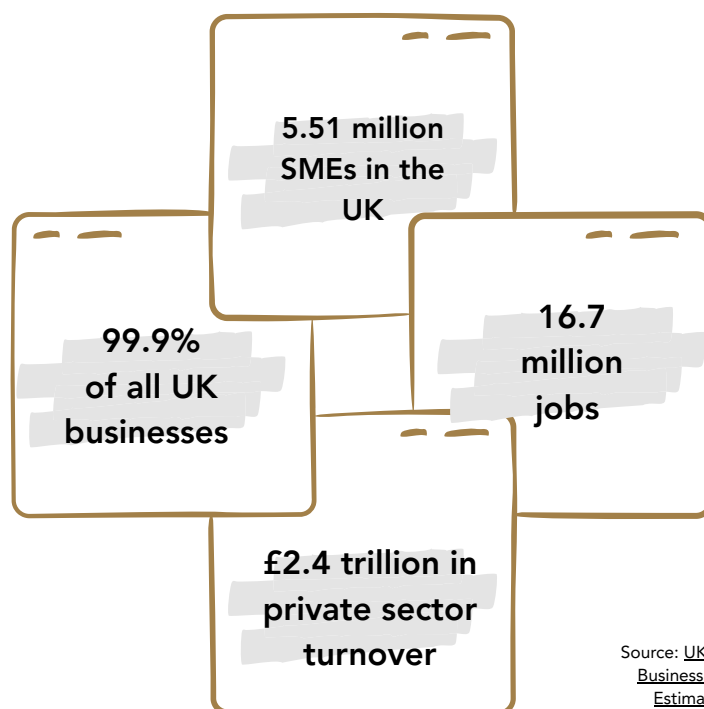 5.51 million
SMEs in the
UK
99.9%
of all UK
businesses
16.7
million
jobs
£2.4 trillion in
private sector
turnover
Source: UK
Business